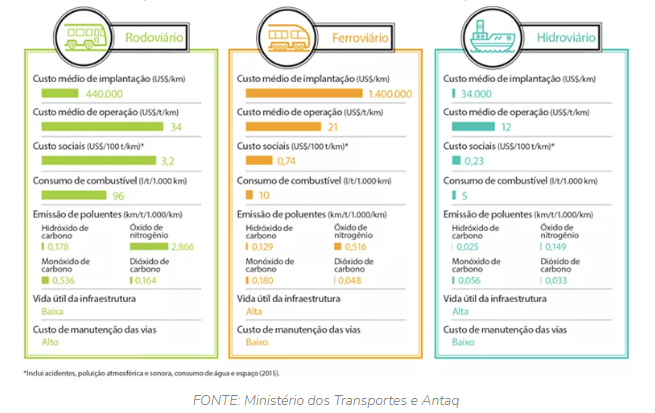 Rodoviário
Custo médio de implantação (US$/km)
440.000
Custo médio de operação (US$/t/km)
34
Custo sociais (US$/100 t/km)*
3,2
Consumo de combustível (l/t/1.000 km)
96
Emissão de poluentes (km/t/1.000/km)
Hidróxido de carbono
0,178
Óxido de nitrogênio
2,866
Monóxido de carbono
0,536
Dióxido de carbono
0,164
Vida útil da infraestrutura
Baixa
Custo de manutenção das vias
Alto
Ferroviário
Custo médio de implantação (US$/km)
1.400.000
Custo médio de operação (US$/t/km)
21
Custo sociais (US$/100 t/km)*
0,74
Consumo de combustível (l/t/1.000 km)
10
Emissão de poluentes (km/t/1.000/km)
Hidróxido de carbono
0,129
Óxido de nitrogênio
0,516
Monóxido de carbono
0,180
Dióxido de carbono
0,048
Vida útil da infraestrutura
Alta
Custo de manutenção das vias
Baixo
Hidroviário
Custo médio de implantação (US$/km)
34.000
Custo médio de operação (US$/t/km)
12
Custo sociais (US$/100 t/km)*
0,23
Consumo de combustível (l/t/1.000 km)
5
Emissão de poluentes (km/t/1.000/km)
Hidróxido de carbono
0,025
Óxido de nitrogênio
0,149
Monóxido de carbono
0,056
Dióxido de carbono
0,033
Vida útil da infraestrutura
Alta
Custo de manutenção das vias
Baixo
*Inclui acidentes, poluição atmosférica e sonora, consumo de água e espaço (2015).
FONTE: Ministério dos Transportes e Antaq